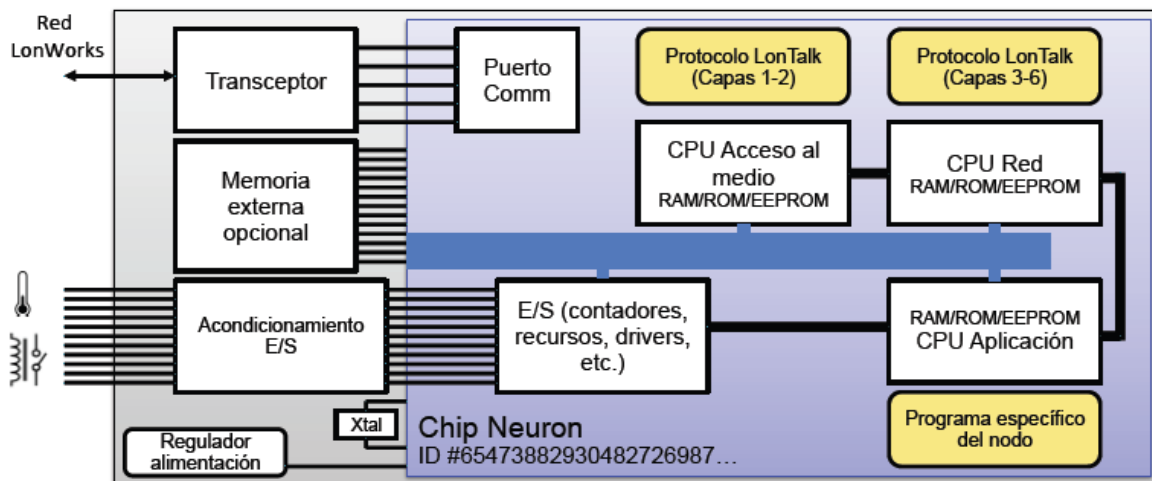 Red
LonWorks
Transceptor
Puerto
Comm
Protocolo LonTalk
(Capas 1-2)
Protocolo LonTalk
(Capas 3-6)
Memoria
externa
opcional
CPU Acceso al
medio
RAM/ROM/EEPROM
CPU Red
RAM/ROM/EEPROM
Acondicionamiento
E/S
E/S (contadores,
recursos, drivers,
etc.)
RAM/ROM/EEPROM
CPU Aplicación
Xtal
Regulador
alimentación
Chip Neuron
ID #65473882930482726987...
Programa específico
del nodo